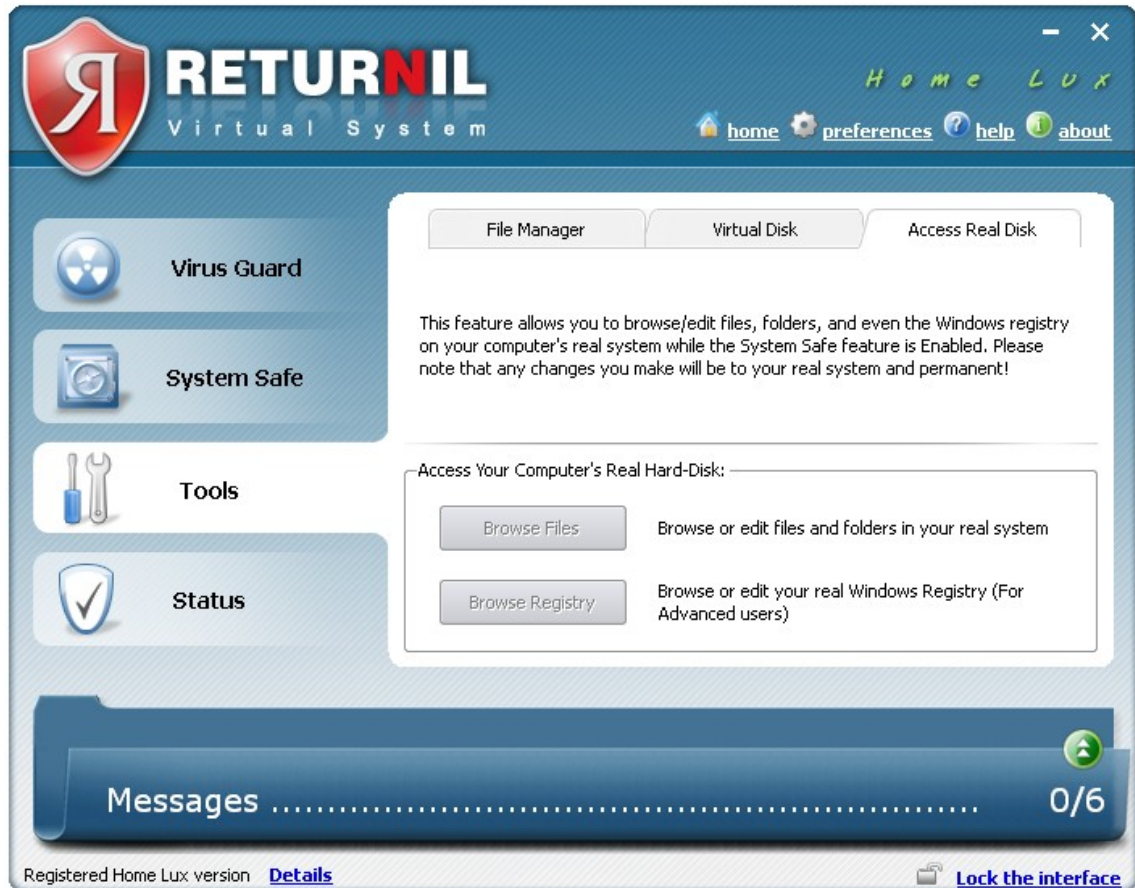 RETURNIL
Virtual System
Home Lux
home preferences help about
Virus Guard
System Safe
Tools
Status
File Manager Virtual Disk Access Real Disk
This feature allows you to browse/edit files, folders, and even the Windows registry
on your computer's real system while the System Safe feature is Enabled. Please
note that any changes you make will be to your real system and permanent!
Access Your Computer's Real Hard-Disk:
Browse Files Browse or edit files and folders in your real system
Browse Registry Browse or edit your real Windows Registry (For
Advanced users)
Messages ............................................................... 0/6
Registered Home Lux version Details Lock the interface